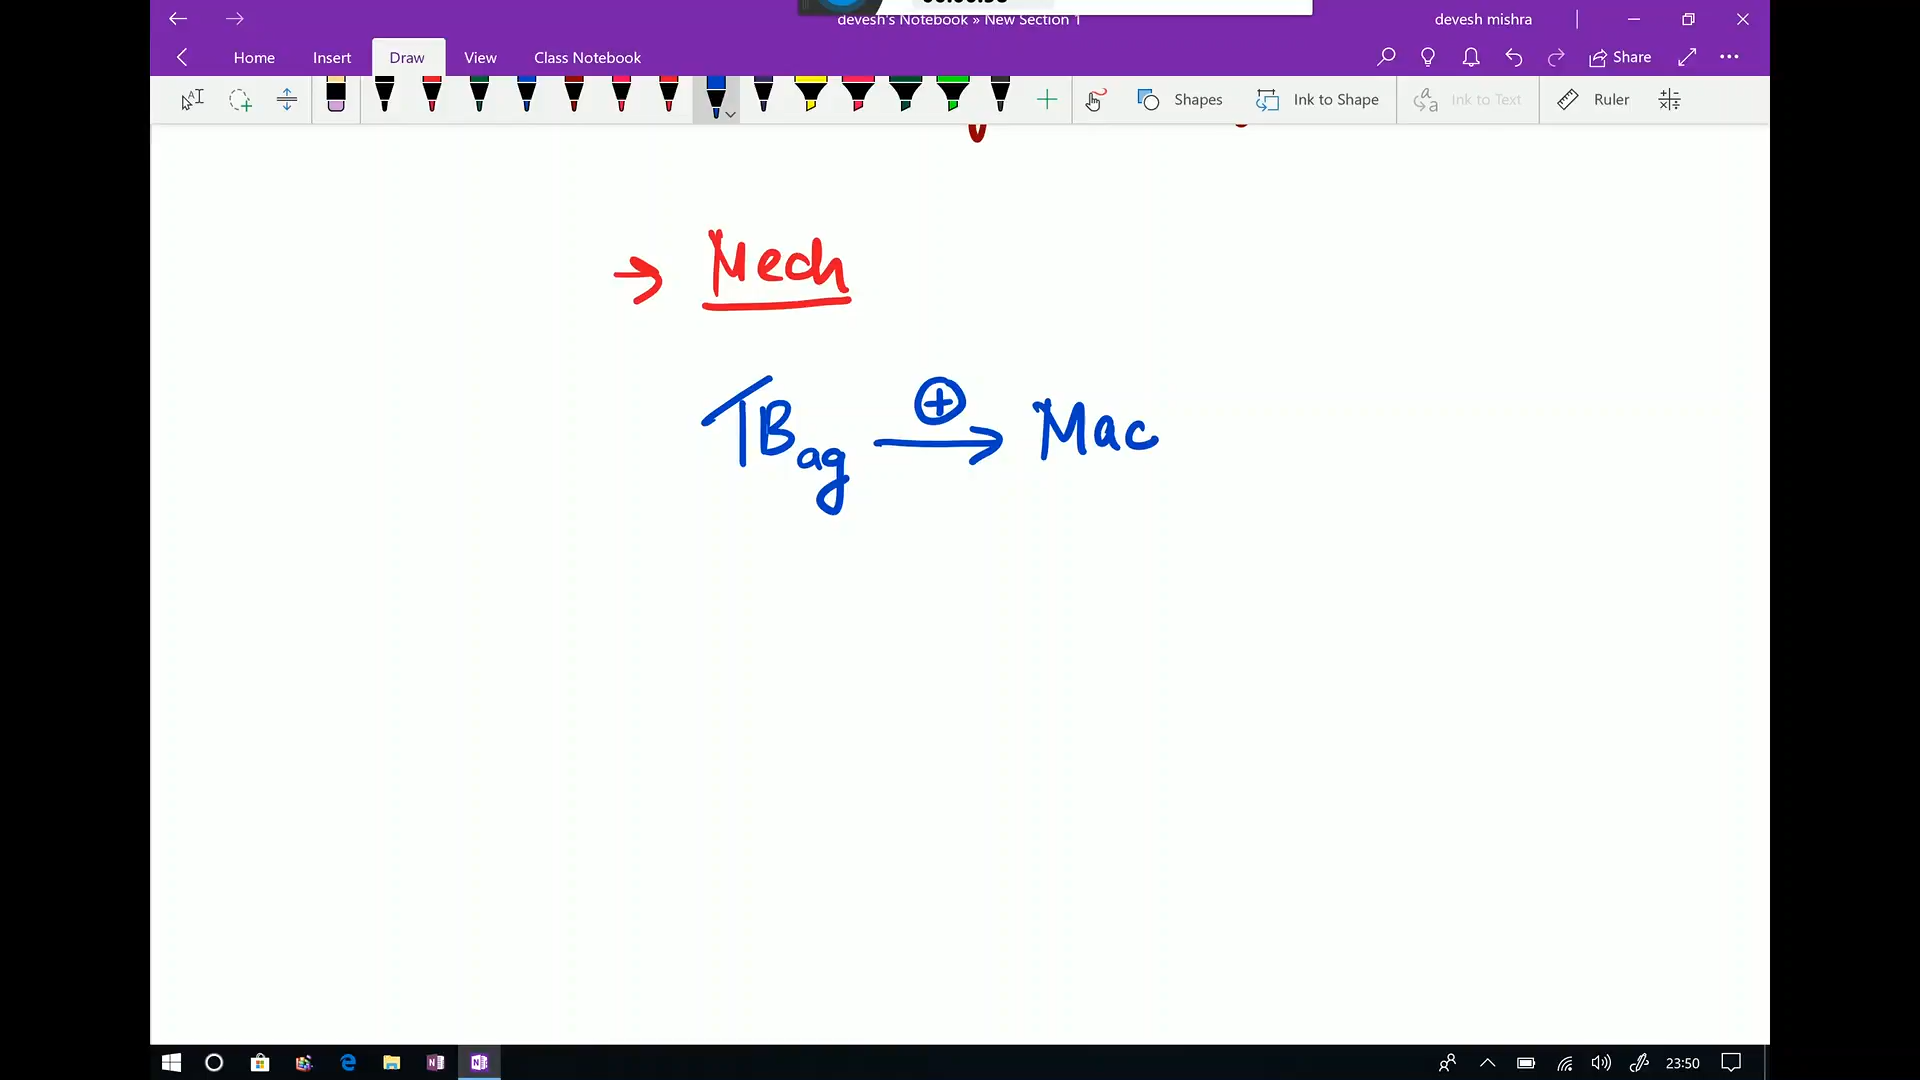 devesh's Notebook » New Section 1
devesh mishra
Home Insert Draw View Class Notebook
Share
Shapes Ink to Shape Ink to Text Ruler
→ Mech
TBag ⊕→ Mac
23:50